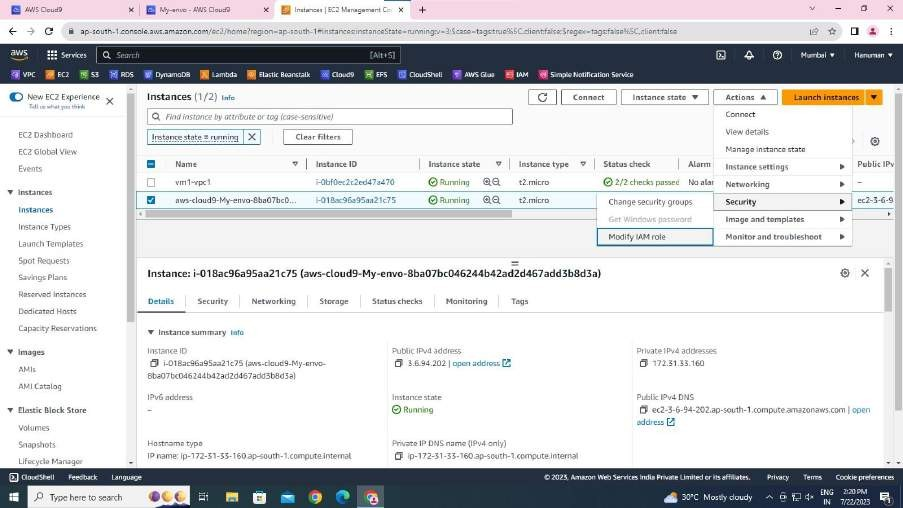 AWS Cloud9
My-envo - AWS Cloud9
Instances | EC2 Management Co
ap-south-1.console.aws.amazon.com/ec2/home?region=ap-south-1#Instances:instanceState=running;v=3;$case=tags:true%5C,client:false;$regex=tags:false%5C,client:false
aws
Services
Search
[Alt+S]
Mumbai
Hanuman
VPC
EC2
S3
RDS
DynamoDB
Lambda
Elastic Beanstalk
Cloud9
EFS
CloudShell
AWS Glue
IAM
Simple Notification Service
New EC2 Experience
Tell us what you think
EC2 Dashboard
EC2 Global View
Events
Instances
Instances
Instance Types
Launch Templates
Spot Requests
Savings Plans
Reserved Instances
Dedicated Hosts
Capacity Reservations
Images
AMIs
AMI Catalog
Elastic Block Store
Volumes
Snapshots
Lifecycle Manager
Instances (1/2) Info
Connect
Instance state
Actions
Launch instances
Find Instance by attribute or tag (case-sensitive)
Instance state = running
Clear filters
Connect
View details
Manage instance state
Instance settings
Networking
Security
Image and templates
Monitor and troubleshoot
Change security groups
Get Windows password
Modify IAM role
Name
Instance ID
Instance state
Instance type
Status check
Alarm
Public IP
vm1-vpc1
i-0bf0ec2c2ed47a470
Running
t2.micro
2/2 checks passed
No alar
–
aws-cloud9-My-envo-8ba07bc0...
i-018ac96a95aa21c75
Running
t2.micro
ec2-3-6-9
Instance: i-018ac96a95aa21c75 (aws-cloud9-My-envo-8ba07bc046244b42ad2d467add3b8d3a)
Details
Security
Networking
Storage
Status checks
Monitoring
Tags
Instance summary Info
Instance ID
i-018ac96a95aa21c75 (aws-cloud9-My-envo-
8ba07bc046244b42ad2d467add3b8d3a)
Public IPv4 address
3.6.94.202 | open address
Private IPv4 addresses
172.31.33.160
IPv6 address
–
Instance state
Running
Public IPv4 DNS
ec2-3-6-94-202.ap-south-1.compute.amazonaws.com | open
address
Hostname type
IP name: ip-172-31-33-160.ap-south-1.compute.internal
Private IP DNS name (IPv4 only)
ip-172-31-33-160.ap-south-1.compute.internal
CloudShell
Feedback
Language
© 2023, Amazon Web Services India Private Limited or its affiliates.
Privacy
Terms
Cookie preferences
Type here to search
30°C Mostly cloudy
ENG
IN
2:20 PM
7/22/2023